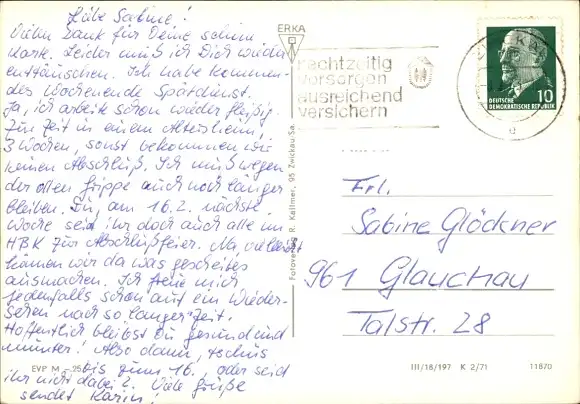 Liebe Sabine!
Vielen Dank für Deine schöne
Karte. Leider muß ich Dich wieder
enttäuschen. Ich habe kommen-
des Wochenende Spätdienst.
Ja, ich arbeite schon wieder fleißig.
Zur Zeit in einem Altersheim,
3 Wochen, sonst bekommen wir
keinen Abschluß. Ich muß wegen
der ollen Grippe auch noch länger
bleiben. Du, am 16.2. nächste
Woche seid ihr doch auch alle im
HBK zur Abschlußfeier. Na, vielleicht
können wir da was gescheites
ausmachen. Ich freue mich
jedenfalls schon auf ein Wieder-
sehen nach so langer Zeit.
Hoffentlich bleibst Du gesund und
munter! Also dann, tschüs
bis zum 16., oder seid
ihr nicht dabei? Viele Grüße
sendet Karin!
EVP M -,25
ERKA
Fotoverlag R. Kallmer, 95 Zwickau Sa.
rechtzeitig
vorsorgen
ausreichend
versichern
e
10
DEUTSCHE
DEMOKRATISCHE REPUBLIK
Frl.
Sabine Glöckner
961 Glauchau
Talstr. 28
III/18/197 K 2/71 11870